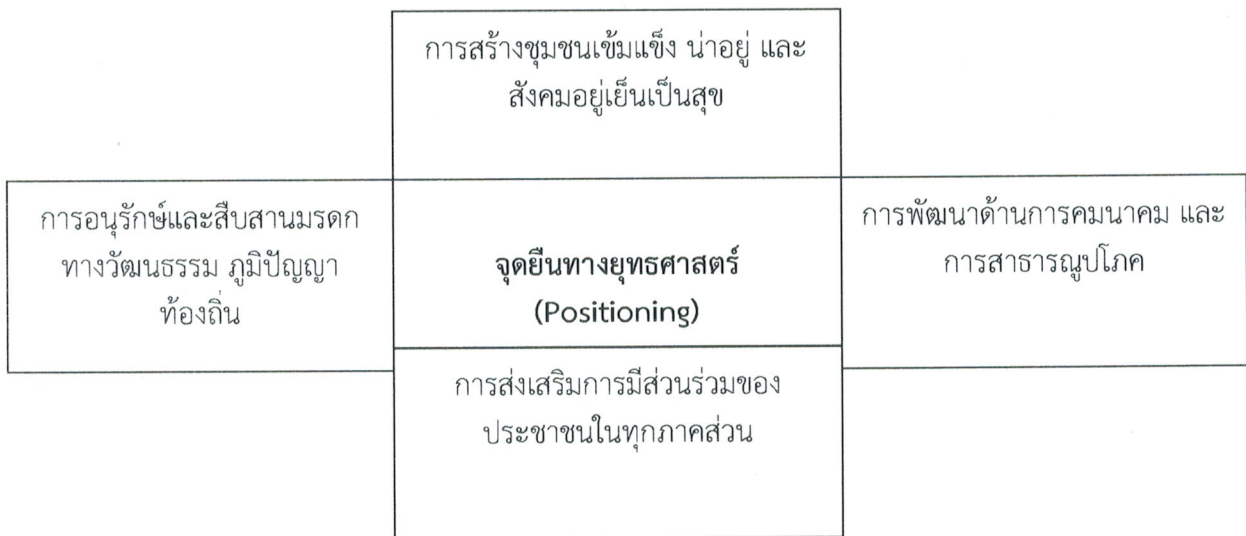 การสร้างชุมชนเข้มแข็ง น่าอยู่ และ
สังคมอยู่เย็นเป็นสุข
การอนุรักษ์และสืบสานมรดก
ทางวัฒนธรรม ภูมิปัญญา
ท้องถิ่น
จุดยืนทางยุทธศาสตร์
(Positioning)
การพัฒนาด้านการคมนาคม และ
การสาธารณูปโภค
การส่งเสริมการมีส่วนร่วมของ
ประชาชนในทุกภาคส่วน